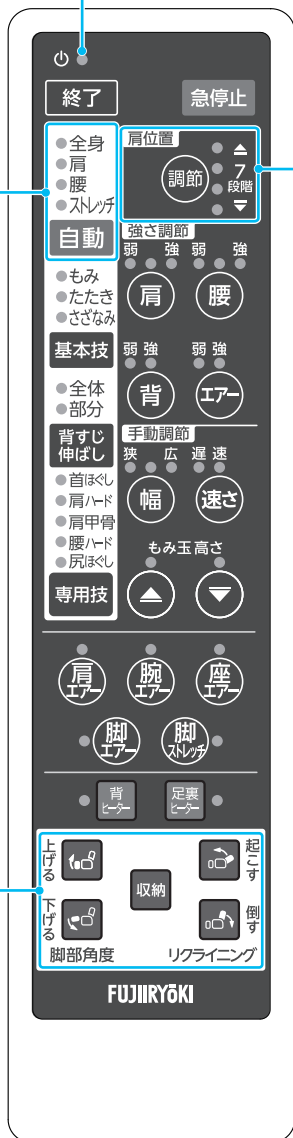 終了
急停止
全身
肩
腰
ストレッチ
自動
肩位置
調節
7
段階
強さ調節
弱 強 弱 強
肩 腰
もみ
たたき
さざなみ
基本技
弱 強 弱 強
背 エアー
全体
部分
背すじ
伸ばし
手動調節
狭 広 遅 速
幅 速さ
首ほぐし
肩ハード
肩甲骨
腰ハード
尻ほぐし
専用技
もみ玉高さ
肩
エアー
腕
エアー
座
エアー
脚
エアー
脚
ストレッチ
背
ヒーター
足裏
ヒーター
上げる
下げる
脚部角度
収納
起こす
倒す
リクライニング
FUJIIRYŌKI